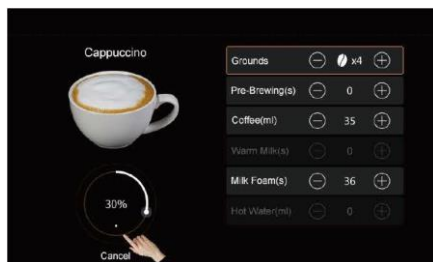 Cappuccino
30%
Cancel
Grounds x4
Pre-Brewing(s) 0
Coffee(ml) 35
Warm Milk(s) 0
Milk Foam(s) 36
Hot Water(ml) 0